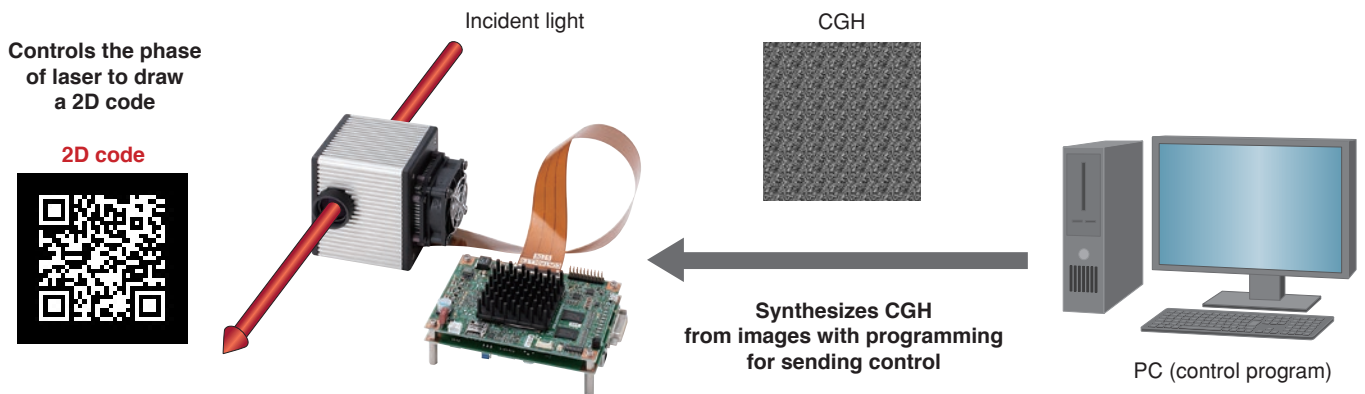 Incident light
CGH
Controls the phase
of laser to draw
a 2D code
2D code
Synthesizes CGH
from images with programming
for sending control
PC (control program)